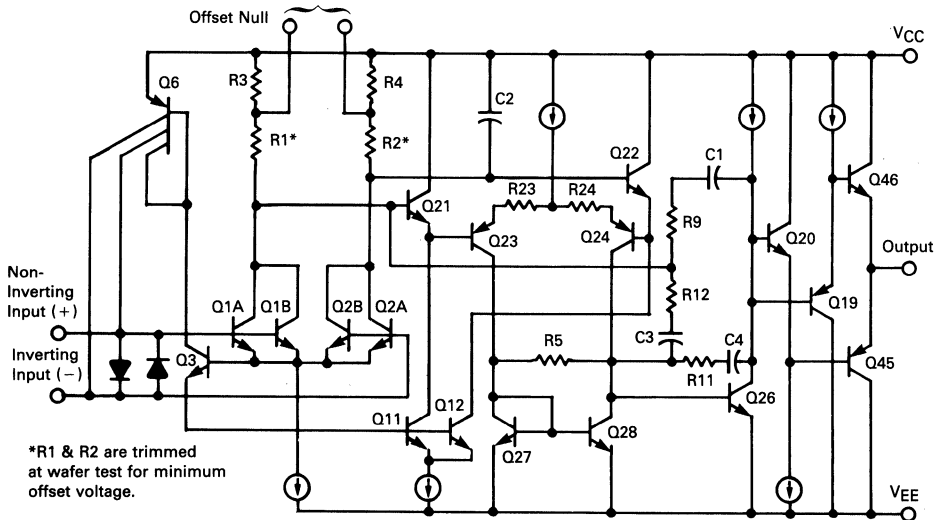 Offset Null
VCC
Q6
R3
R4
C2
R1*
R2*
Q22
C1
Q46
R23
R24
Q21
R9
Q23
Q24
Q20
Output
Non-
Inverting
Input (+)
Q1A
Q1B
Q2B
Q2A
R12
Q19
Inverting
Input (−)
Q3
R5
C3
C4
R11
Q45
Q11
Q12
Q26
Q27
Q28
*R1 & R2 are trimmed
at wafer test for minimum
offset voltage.
VEE